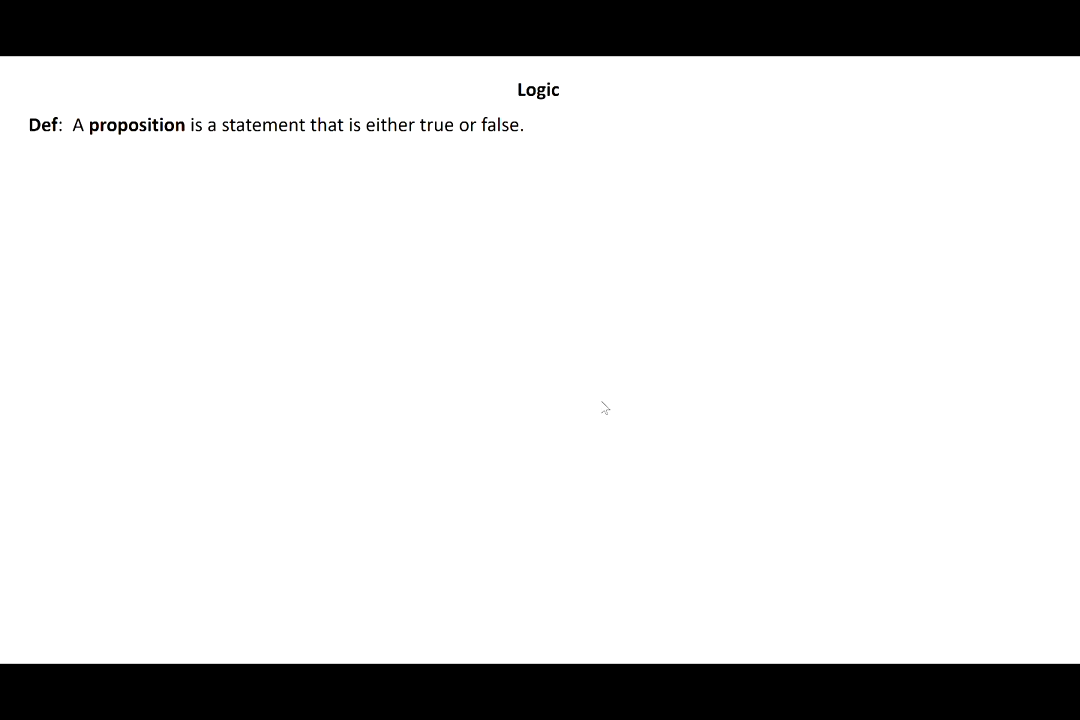 Logic
Def:  A proposition is a statement that is either true or false.